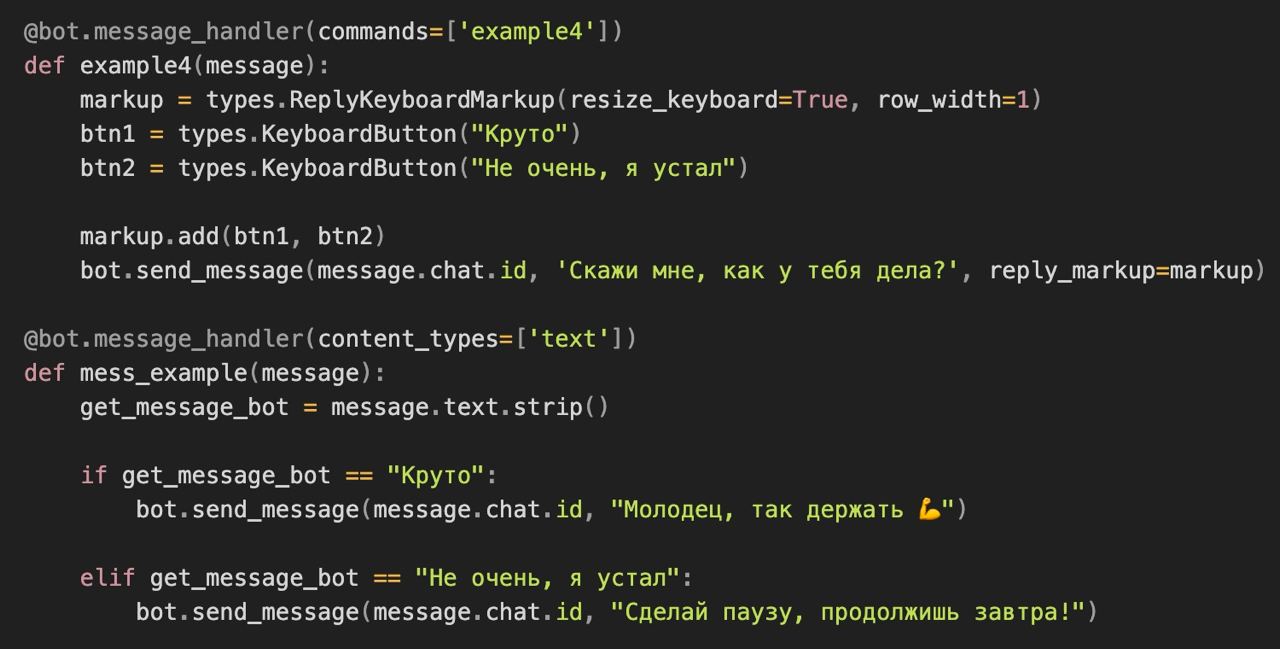 @bot.message_handler(commands=['example4'])
def example4(message):
    markup = types.ReplyKeyboardMarkup(resize_keyboard=True, row_width=1)
    btn1 = types.KeyboardButton("Круто")
    btn2 = types.KeyboardButton("Не очень, я устал")

    markup.add(btn1, btn2)
    bot.send_message(message.chat.id, 'Скажи мне, как у тебя дела?', reply_markup=markup)

@bot.message_handler(content_types=['text'])
def mess_example(message):
    get_message_bot = message.text.strip()

    if get_message_bot == "Круто":
        bot.send_message(message.chat.id, "Молодец, так держать 💪")

    elif get_message_bot == "Не очень, я устал":
        bot.send_message(message.chat.id, "Сделай паузу, продолжишь завтра!")